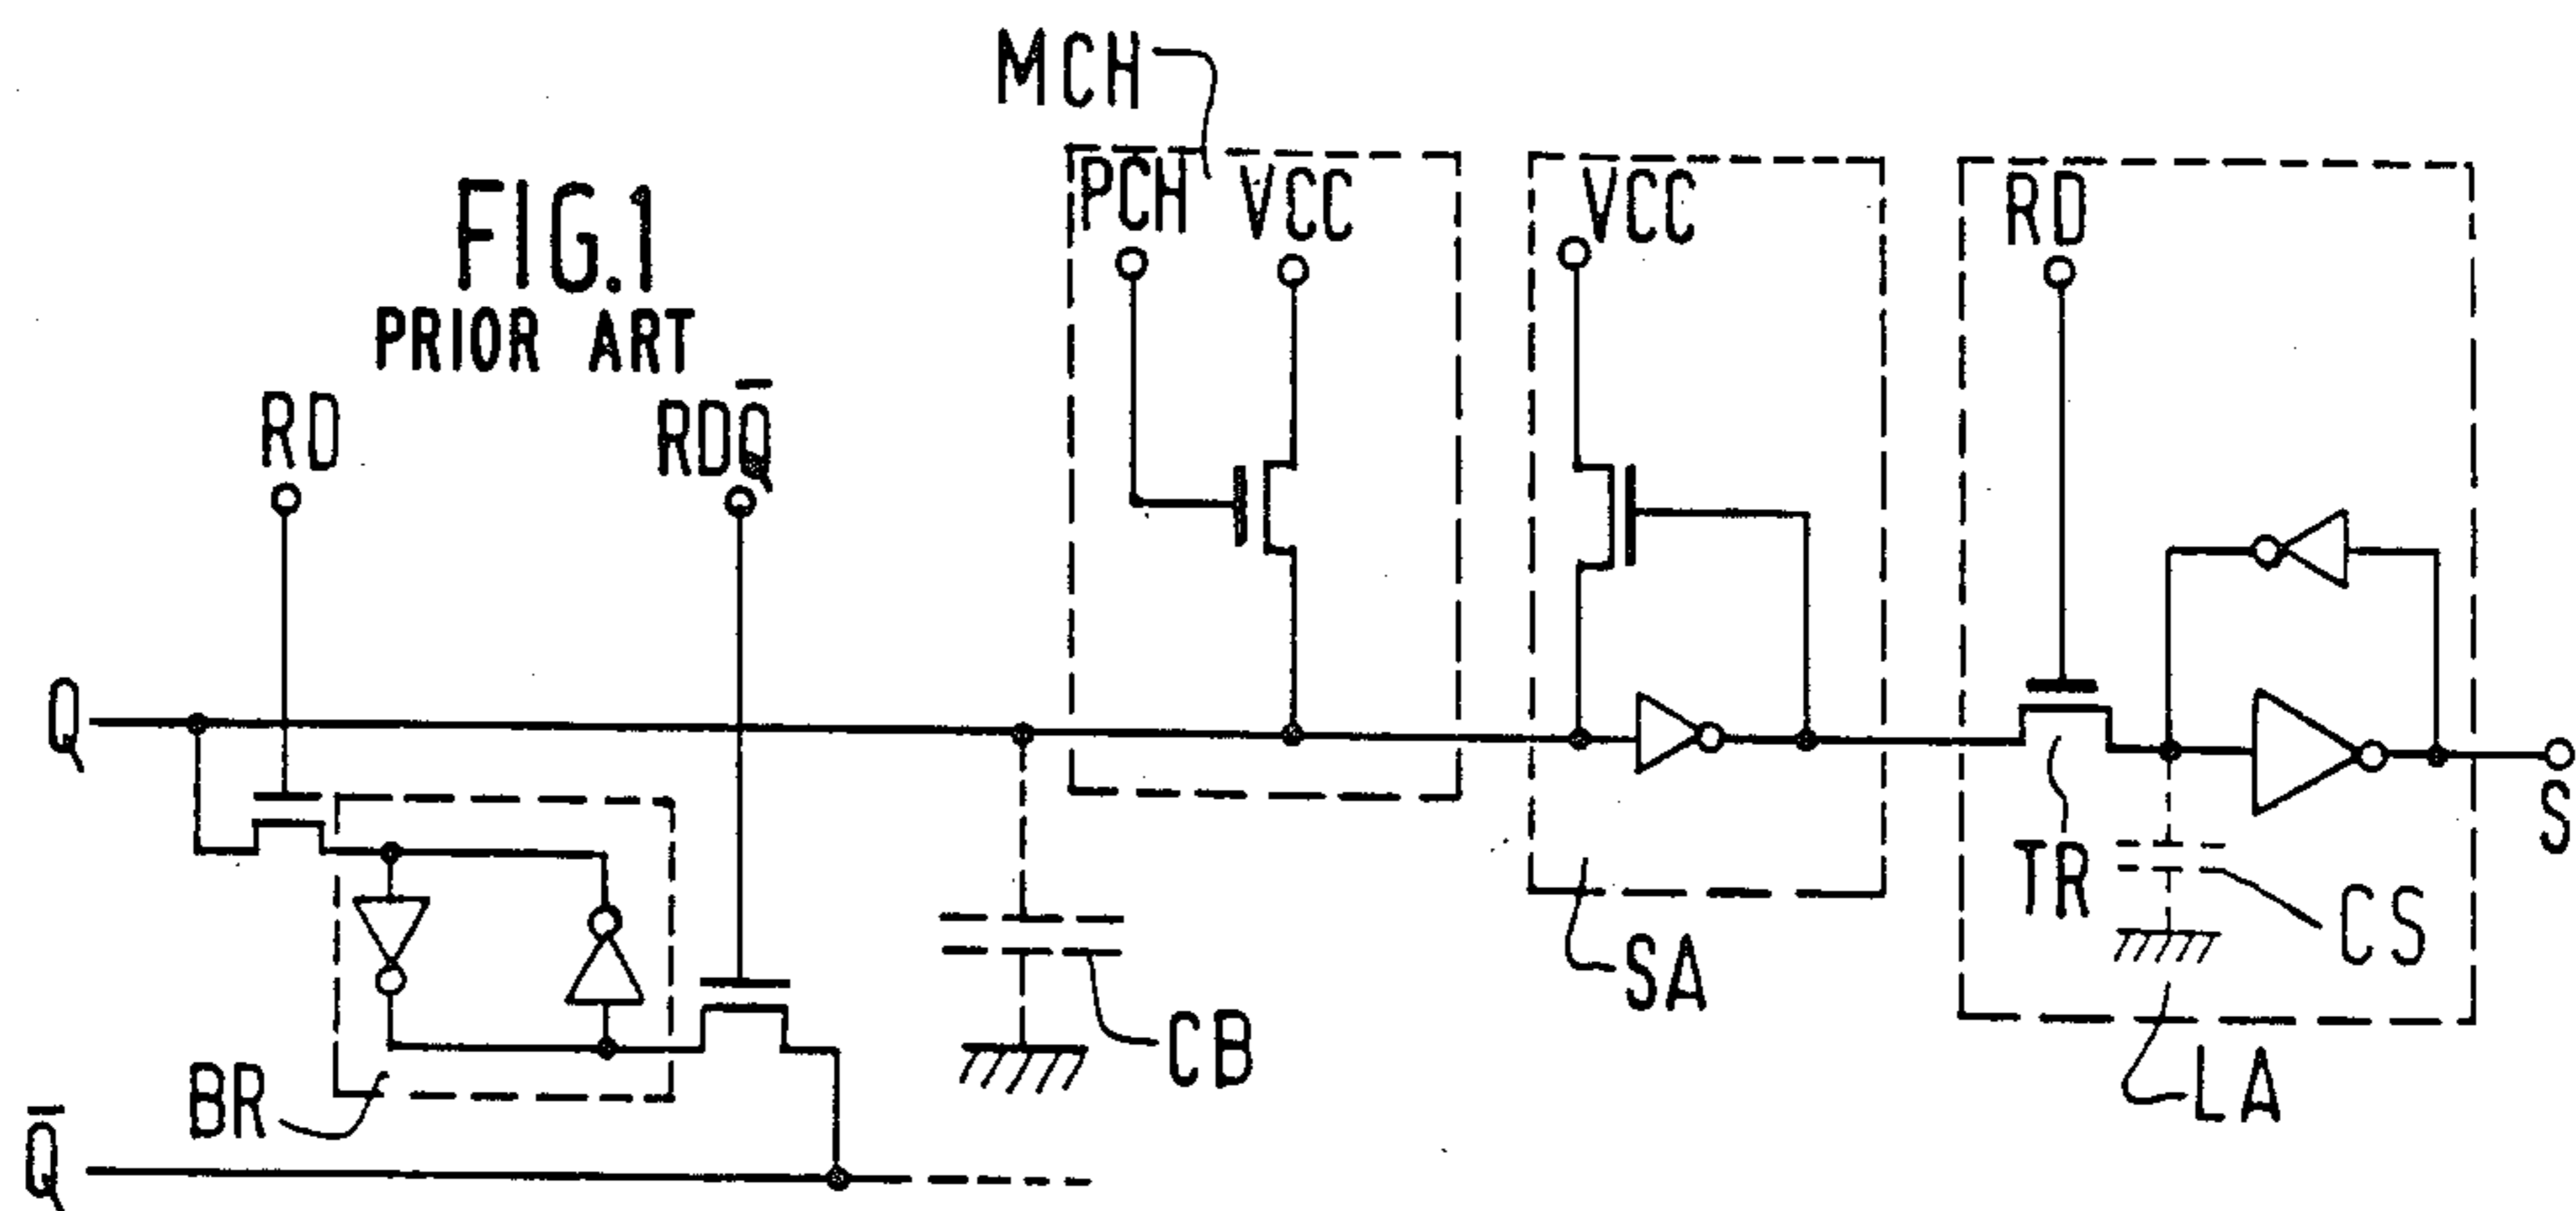 MCH
PCH VCC
VCC
RD
FIG.1
PRIOR ART
RD
RDQ̅
Q
TR
CS
S
SA
CB
LA
BR
Q̅